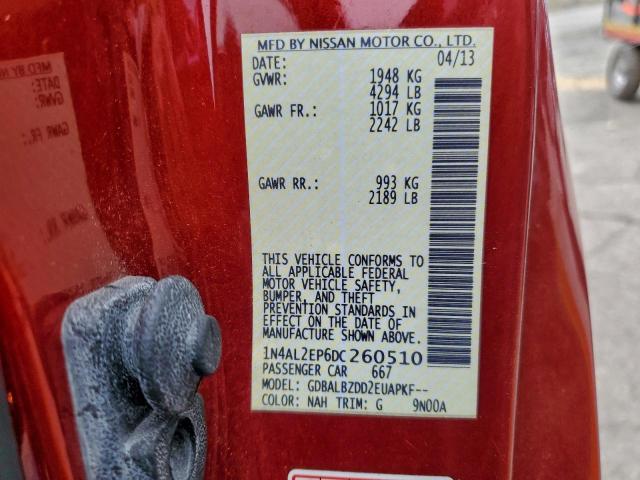 MFD BY NISSAN MOTOR CO., LTD.
DATE: 04/13
GVWR: 1948 KG
4294 LB
GAWR FR.: 1017 KG
2242 LB
GAWR RR.: 993 KG
2189 LB
THIS VEHICLE CONFORMS TO
ALL APPLICABLE FEDERAL
MOTOR VEHICLE SAFETY,
BUMPER, AND THEFT
PREVENTION STANDARDS IN
EFFECT ON THE DATE OF
MANUFACTURE SHOWN ABOVE.
1N4AL2EP6DC260510
PASSENGER CAR 667
MODEL: GDBALBZDD2EUAPKF--
COLOR: NAH TRIM: G 9N00A